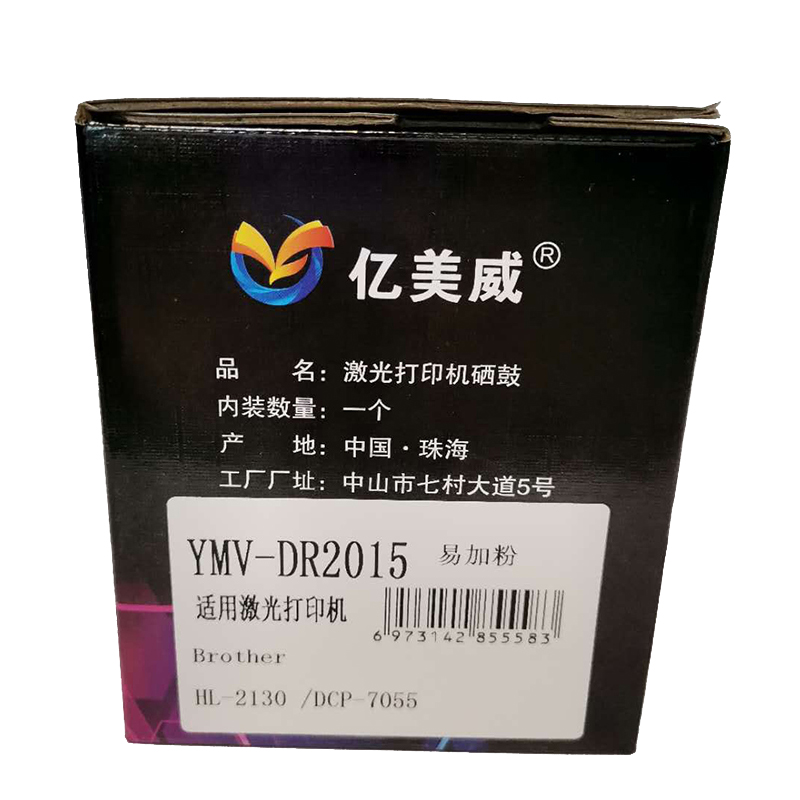 亿美威®
品 名：激光打印机硒鼓
内装数量：一个
产 地：中国·珠海
工厂厂址：中山市七村大道5号
YMV-DR2015 易加粉
适用激光打印机
6 973142 855583
Brother
HL-2130 /DCP-7055